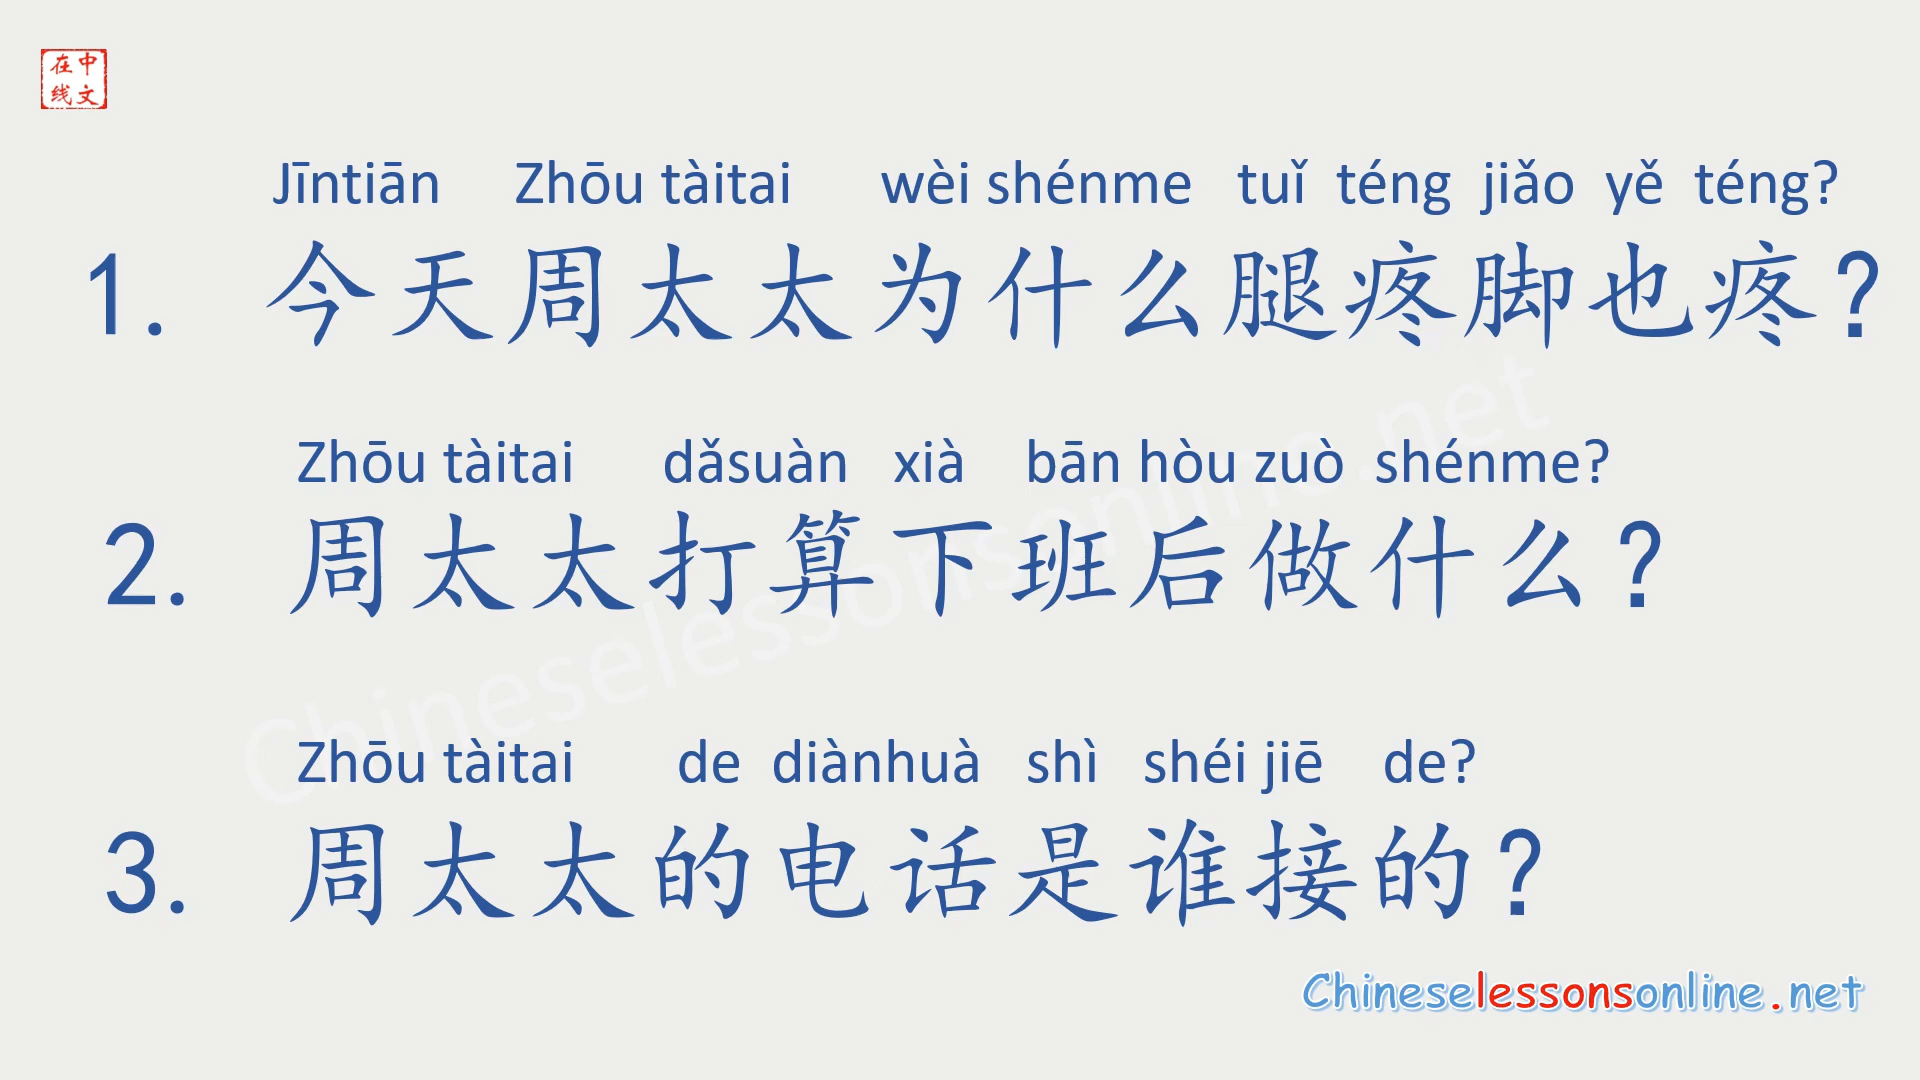 中文
在线
Jīntiān Zhōu tàitai wèi shénme tuǐ téng jiǎo yě téng?
1. 今天周太太为什么腿疼脚也疼？
Zhōu tàitai dǎsuàn xià bān hòu zuò shénme?
2. 周太太打算下班后做什么？
Zhōu tàitai de diànhuà shì shéi jiē de?
3. 周太太的电话是谁接的？
Chineselessonsonline.net
Chineselessonsonline.net